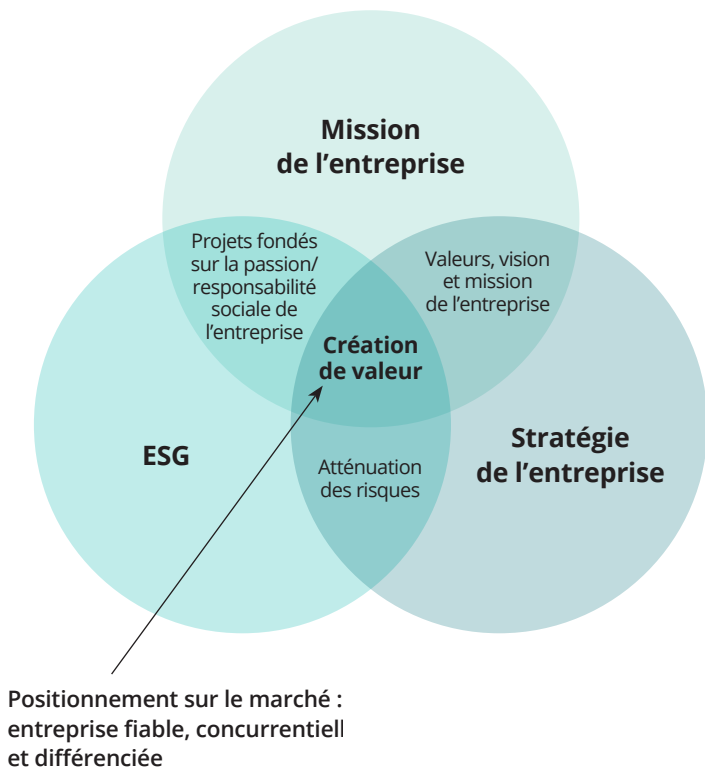 Mission
de l’entreprise
Projets fondés
sur la passion/
responsabilité
sociale de
l’entreprise
Valeurs, vision
et mission
de l’entreprise
Création
de valeur
ESG
Stratégie
de l’entreprise
Atténuation
des risques
Positionnement sur le marché :
entreprise fiable, concurrentiell
et différenciée